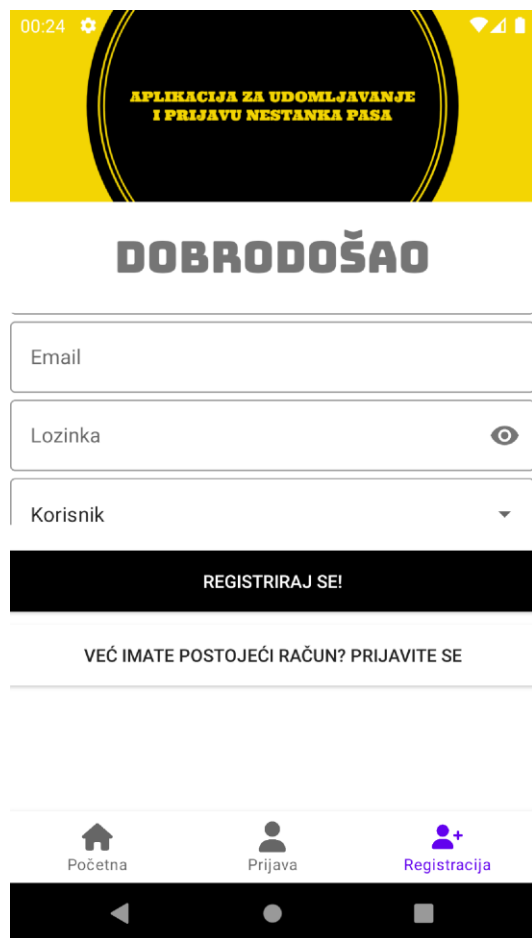 00:24
APLIKACIJA ZA UDOMLJAVANJE
I PRIJAVU NESTANKA PASA
DOBRODOŠAO
Email
Lozinka
Korisnik
REGISTRIRAJ SE!
VEĆ IMATE POSTOJEĆI RAČUN? PRIJAVITE SE
Početna
Prijava
Registracija